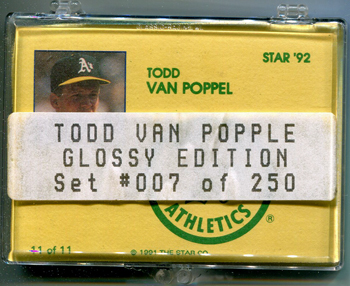 STAR '92
TODD
VAN POPPEL
TODD VAN POPPLE
GLOSSY EDITION
Set #007 of 250
ATHLETICS ®
11 of 11
© 1991 THE STAR CO.